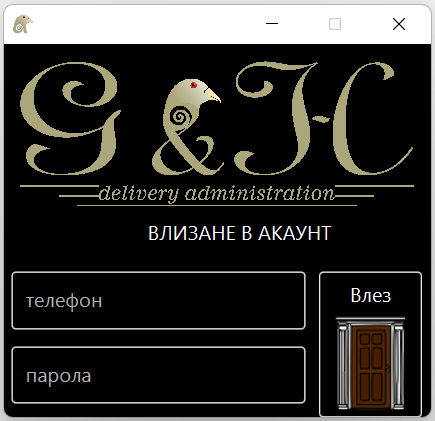 G & H
delivery administration
ВЛИЗАНЕ В АКАУНТ
телефон
парола
Влез